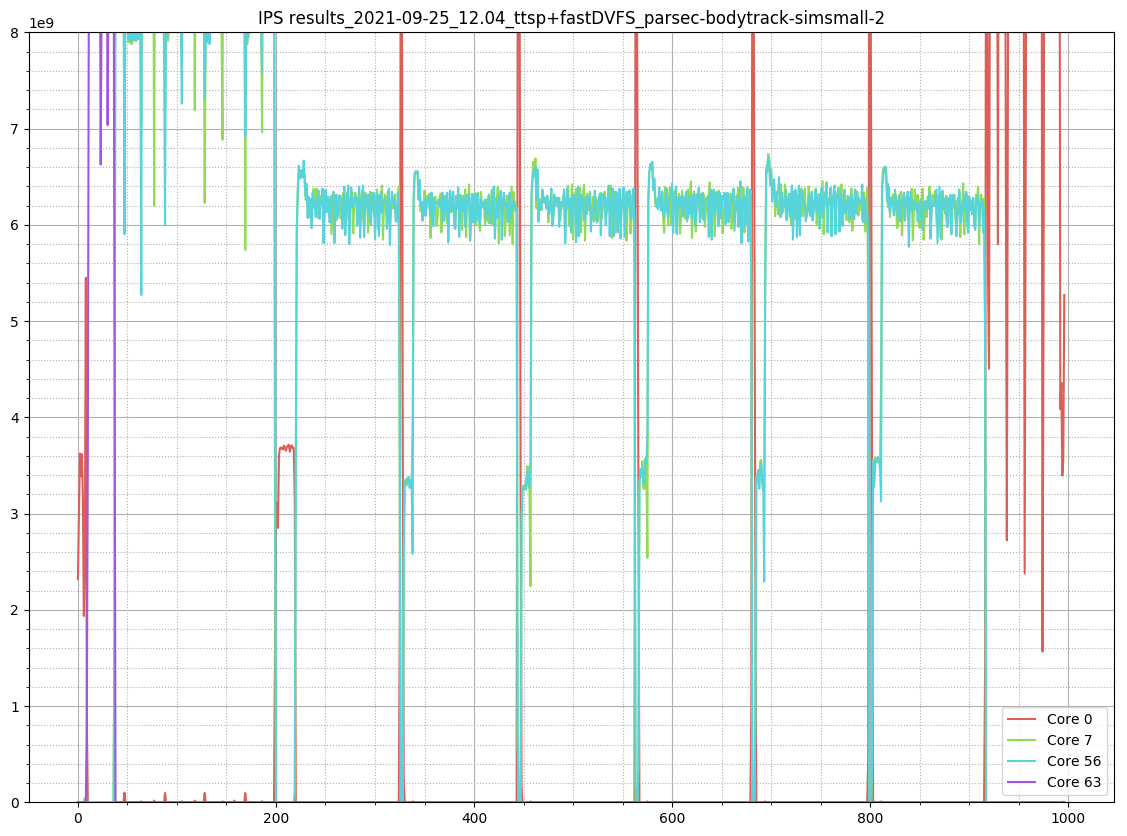 IPS results_2021-09-25_12.04_ttsp+fastDVFS_parsec-bodytrack-simsmall-2
1e9
8
7
6
5
4
3
2
1
0
0 200 400 600 800 1000
Core 0
Core 7
Core 56
Core 63